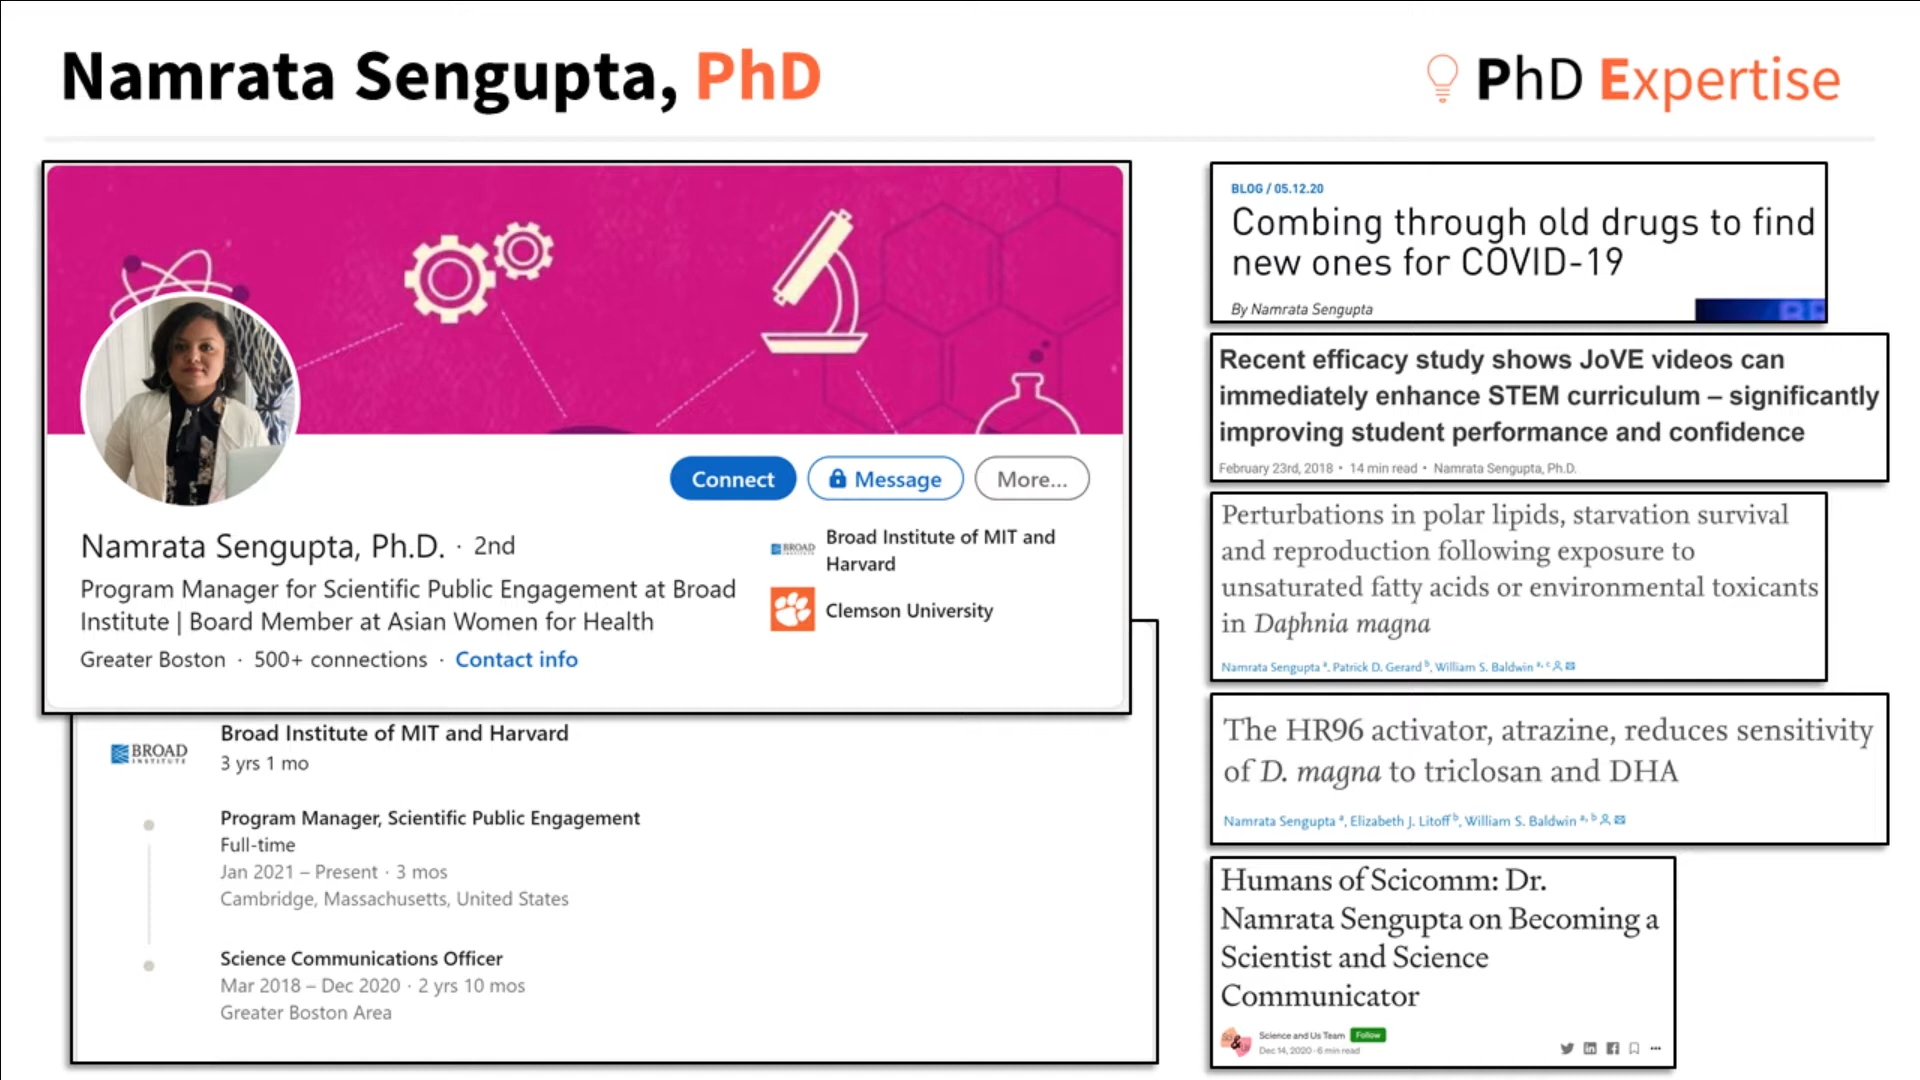 Namrata Sengupta, PhD
PhD Expertise
Connect
Message
More...
Namrata Sengupta, Ph.D. · 2nd
Program Manager for Scientific Public Engagement at Broad
Institute | Board Member at Asian Women for Health
Greater Boston · 500+ connections · Contact info
BROAD
Broad Institute of MIT and
Harvard
Clemson University
BROAD
INSTITUTE
Broad Institute of MIT and Harvard
3 yrs 1 mo
Program Manager, Scientific Public Engagement
Full-time
Jan 2021 – Present · 3 mos
Cambridge, Massachusetts, United States
Science Communications Officer
Mar 2018 – Dec 2020 · 2 yrs 10 mos
Greater Boston Area
BLOG / 05.12.20
Combing through old drugs to find
new ones for COVID-19
By Namrata Sengupta
Recent efficacy study shows JoVE videos can
immediately enhance STEM curriculum – significantly
improving student performance and confidence
February 23rd, 2018 • 14 min read • Namrata Sengupta, Ph.D.
Perturbations in polar lipids, starvation survival
and reproduction following exposure to
unsaturated fatty acids or environmental toxicants
in Daphnia magna
Namrata Sengupta a, Patrick D. Gerard b, William S. Baldwin a, c
The HR96 activator, atrazine, reduces sensitivity
of D. magna to triclosan and DHA
Namrata Sengupta a, Elizabeth J. Litoff b, William S. Baldwin a, b
Humans of Scicomm: Dr.
Namrata Sengupta on Becoming a
Scientist and Science
Communicator
Science and Us Team Follow
Dec 14, 2020 · 6 min read